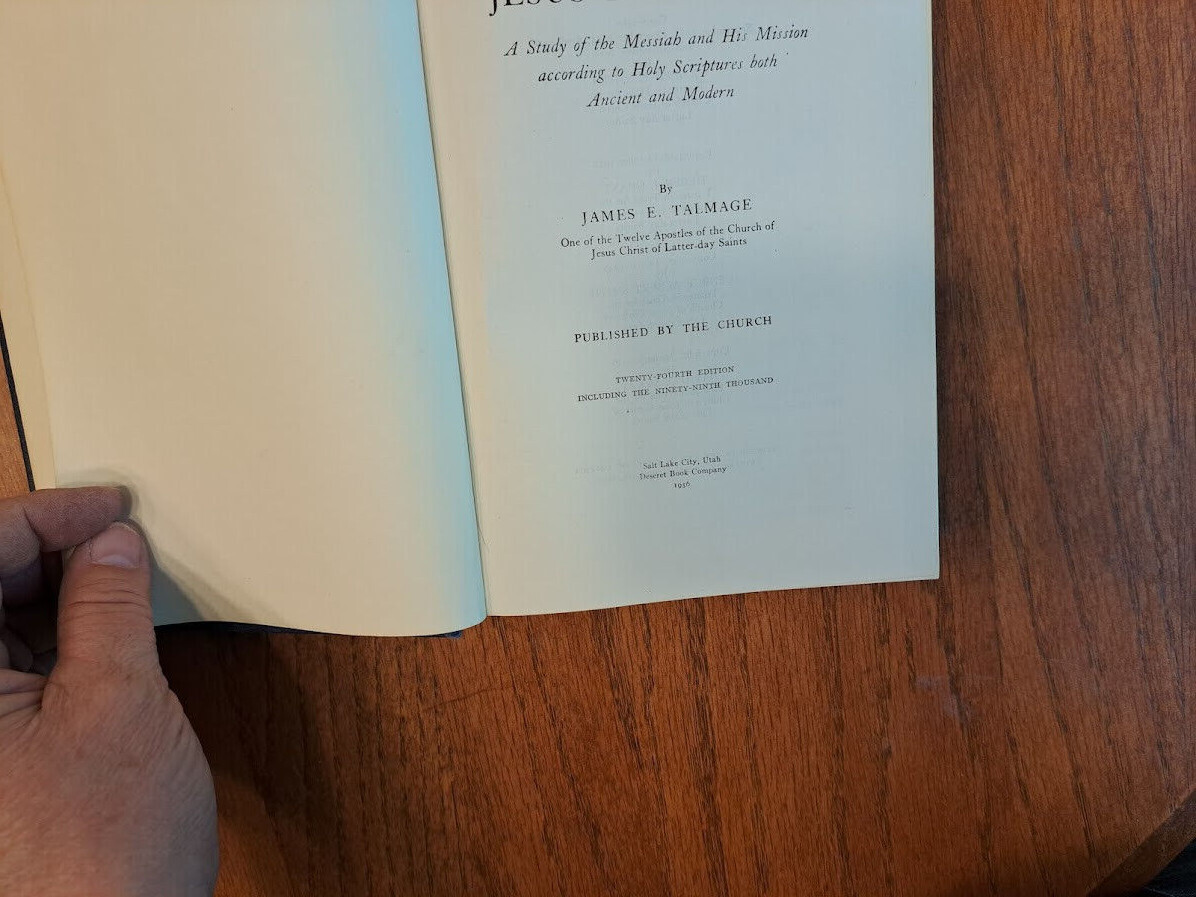 JESUS
A Study of the Messiah and His Mission
according to Holy Scriptures both
Ancient and Modern
By
JAMES E. TALMAGE
One of the Twelve Apostles of the Church of
Jesus Christ of Latter-day Saints
PUBLISHED BY THE CHURCH
TWENTY-FOURTH EDITION
INCLUDING THE NINETY-NINTH THOUSAND
Salt Lake City, Utah
Deseret Book Company
1956